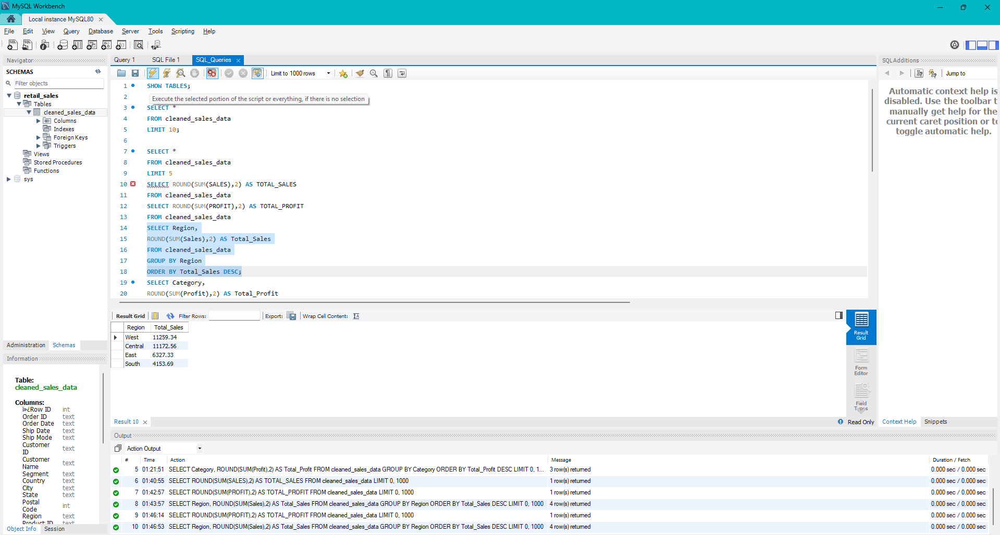 MySQL Workbench
Local instance MySQL80
File Edit View Query Database Server Tools Scripting Help
Navigator
SCHEMAS
Filter objects
retail_sales
Tables
cleaned_sales_data
Columns
Indexes
Foreign Keys
Triggers
Views
Stored Procedures
Functions
sys
Administration Schemas
Information
Table:
cleaned_sales_data
Columns:
ï»¿Row ID int
Order ID text
Order Date text
Ship Date text
Ship Mode text
Customer
ID text
Customer
Name text
Segment text
Country text
City text
State text
Postal
Code int
Region text
Product ID text
Object Info Session
Query 1 SQL File 1 SQL_Queries
Limit to 1000 rows
1 SHOW TABLES;
2
Execute the selected portion of the script or everything, if there is no selection
3 SELECT *
4 FROM cleaned_sales_data
5 LIMIT 10;
6
7 SELECT *
8 FROM cleaned_sales_data
9 LIMIT 5
10 SELECT ROUND(SUM(SALES),2) AS TOTAL_SALES
11 FROM cleaned_sales_data
12 SELECT ROUND(SUM(PROFIT),2) AS TOTAL_PROFIT
13 FROM cleaned_sales_data
14 SELECT Region,
15 ROUND(SUM(Sales),2) AS Total_Sales
16 FROM cleaned_sales_data
17 GROUP BY Region
18 ORDER BY Total_Sales DESC;
19 SELECT Category,
20 ROUND(SUM(Profit),2) AS Total_Profit
Result Grid Filter Rows: Export: Wrap Cell Content:
Region Total_Sales
West 11259.34
Central 11172.56
East 6327.33
South 4153.69
Result
Grid
Form
Editor
Field
Types
Result 10
Read Only
SQLAdditions
Jump to
Automatic context help is
disabled. Use the toolbar t
manually get help for the
current caret position or to
toggle automatic help.
Context Help Snippets
Output
Action Output
# Time Action Message Duration / Fetch
5 01:21:51 SELECT Category, ROUND(SUM(Profit),2) AS Total_Profit FROM cleaned_sales_data GROUP BY Category ORDER BY Total_Profit DESC LIMIT 0, 1... 3 row(s) returned 0.000 sec / 0.000 sec
6 01:40:55 SELECT ROUND(SUM(SALES),2) AS TOTAL_SALES FROM cleaned_sales_data LIMIT 0, 1000 1 row(s) returned 0.000 sec / 0.000 sec
7 01:42:57 SELECT ROUND(SUM(PROFIT),2) AS TOTAL_PROFIT FROM cleaned_sales_data LIMIT 0, 1000 1 row(s) returned 0.000 sec / 0.000 sec
8 01:43:57 SELECT Region, ROUND(SUM(Sales),2) AS Total_Sales FROM cleaned_sales_data GROUP BY Region ORDER BY Total_Sales DESC LIMIT 0, 1000 4 row(s) returned 0.000 sec / 0.000 sec
9 01:46:14 SELECT ROUND(SUM(PROFIT),2) AS TOTAL_PROFIT FROM cleaned_sales_data LIMIT 0, 1000 1 row(s) returned 0.000 sec / 0.000 sec
10 01:46:53 SELECT Region, ROUND(SUM(Sales),2) AS Total_Sales FROM cleaned_sales_data GROUP BY Region ORDER BY Total_Sales DESC LIMIT 0, 1000 4 row(s) returned 0.000 sec / 0.000 sec